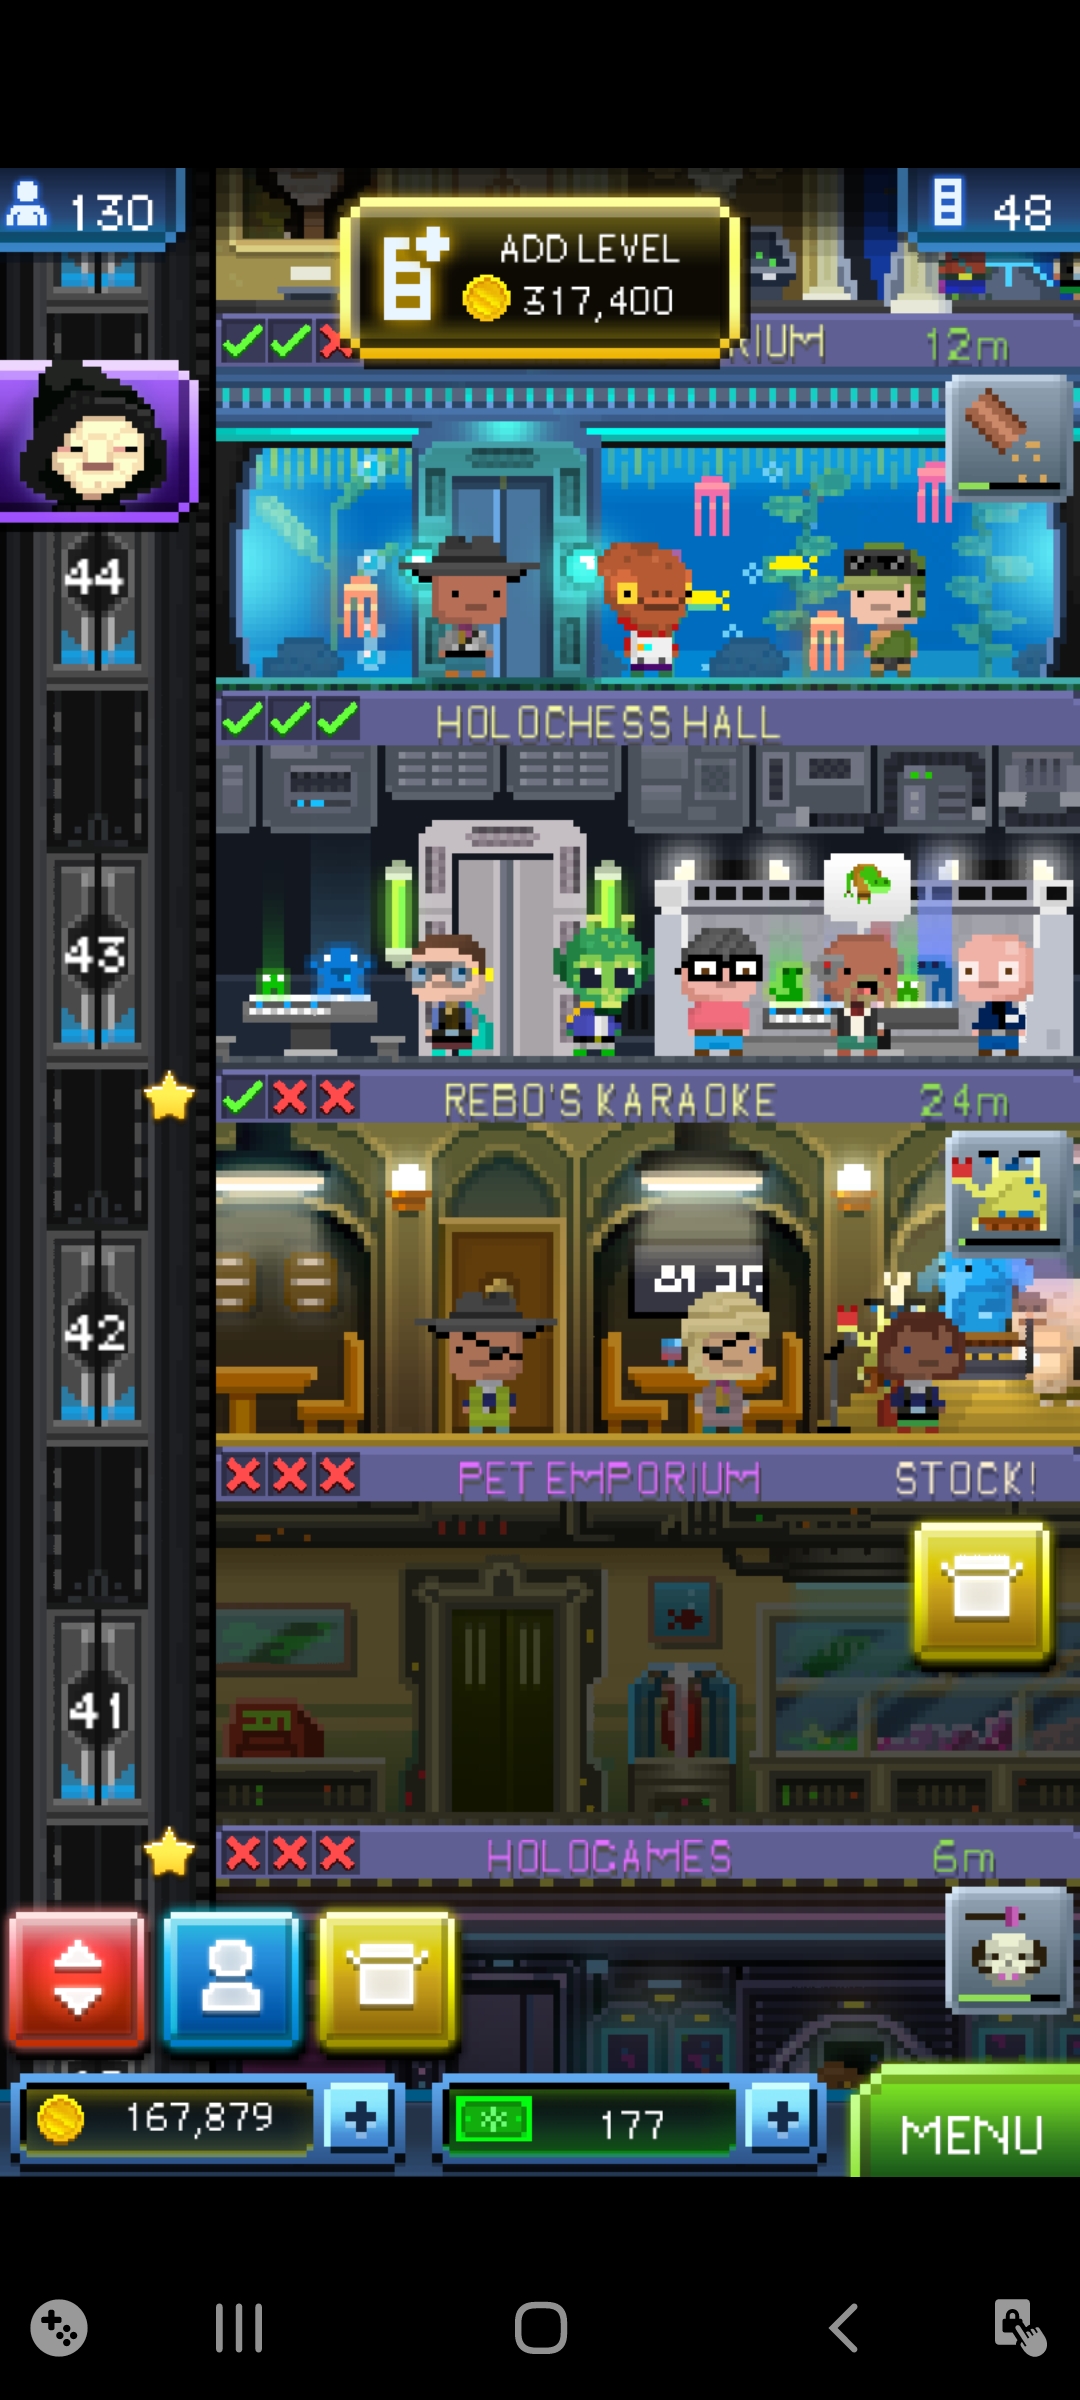 130
48
ADD LEVEL
317,400
RIUM 12m
44
HOLOCHESS HALL
43
REBO'S KARAOKE 24m
42
PET EMPORIUM STOCK!
41
HOLOGAMES 6m
167,879
177
MENU